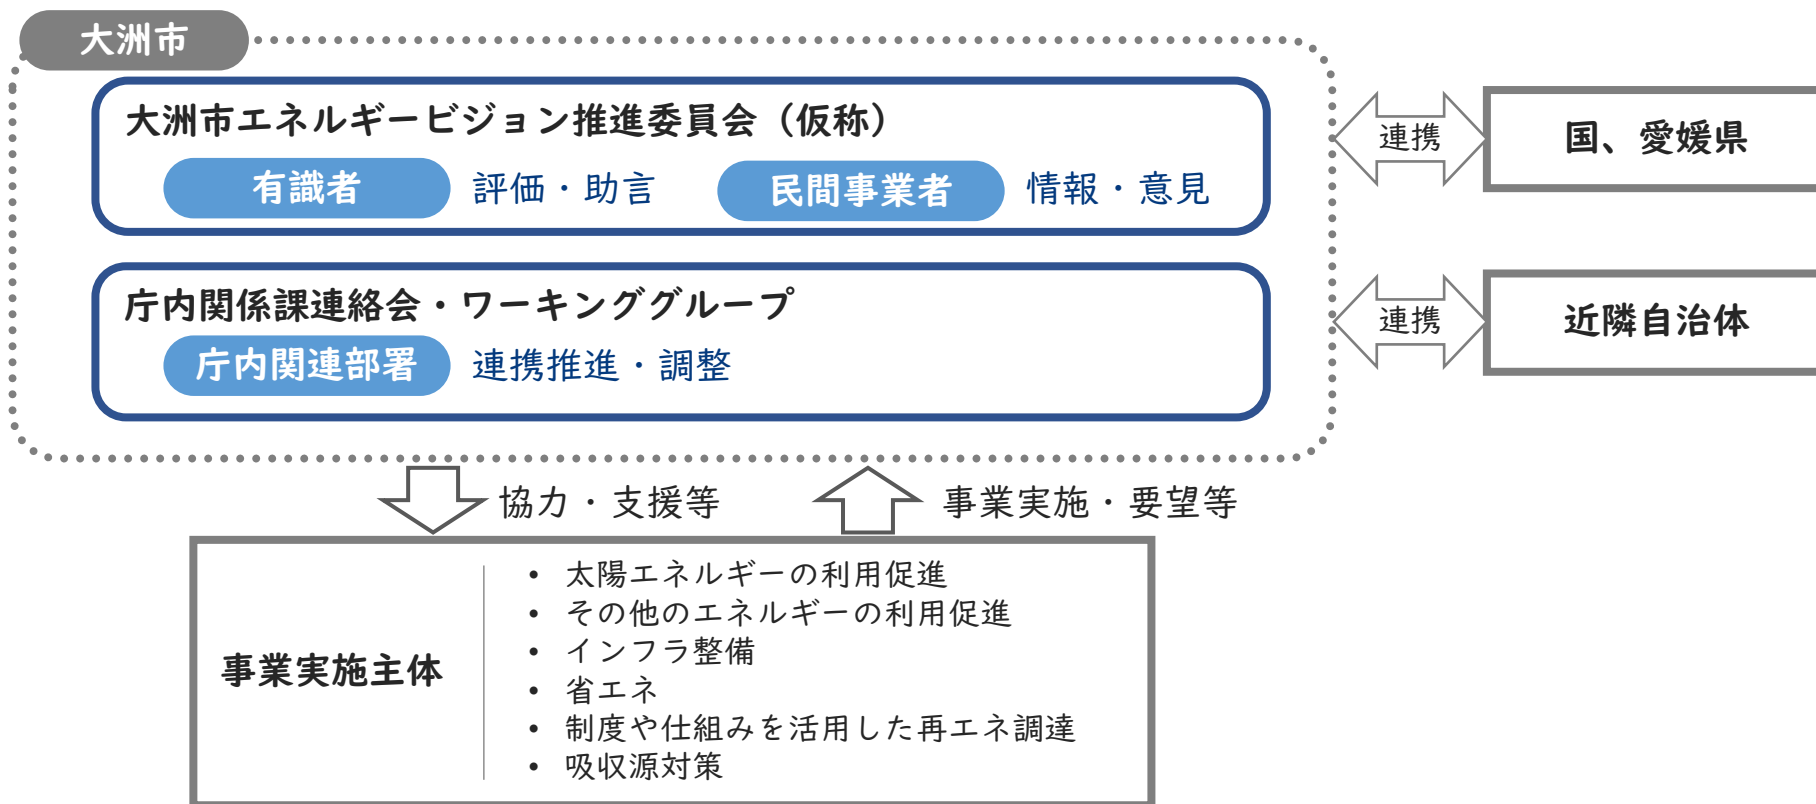 大洲市
大洲市エネルギービジョン推進委員会（仮称）
有識者 評価・助言 民間事業者 情報・意見
連携
国、愛媛県
庁内関係課連絡会・ワーキンググループ
庁内関連部署 連携推進・調整
連携
近隣自治体
協力・支援等
事業実施・要望等
事業実施主体
• 太陽エネルギーの利用促進
• その他のエネルギーの利用促進
• インフラ整備
• 省エネ
• 制度や仕組みを活用した再エネ調達
• 吸収源対策